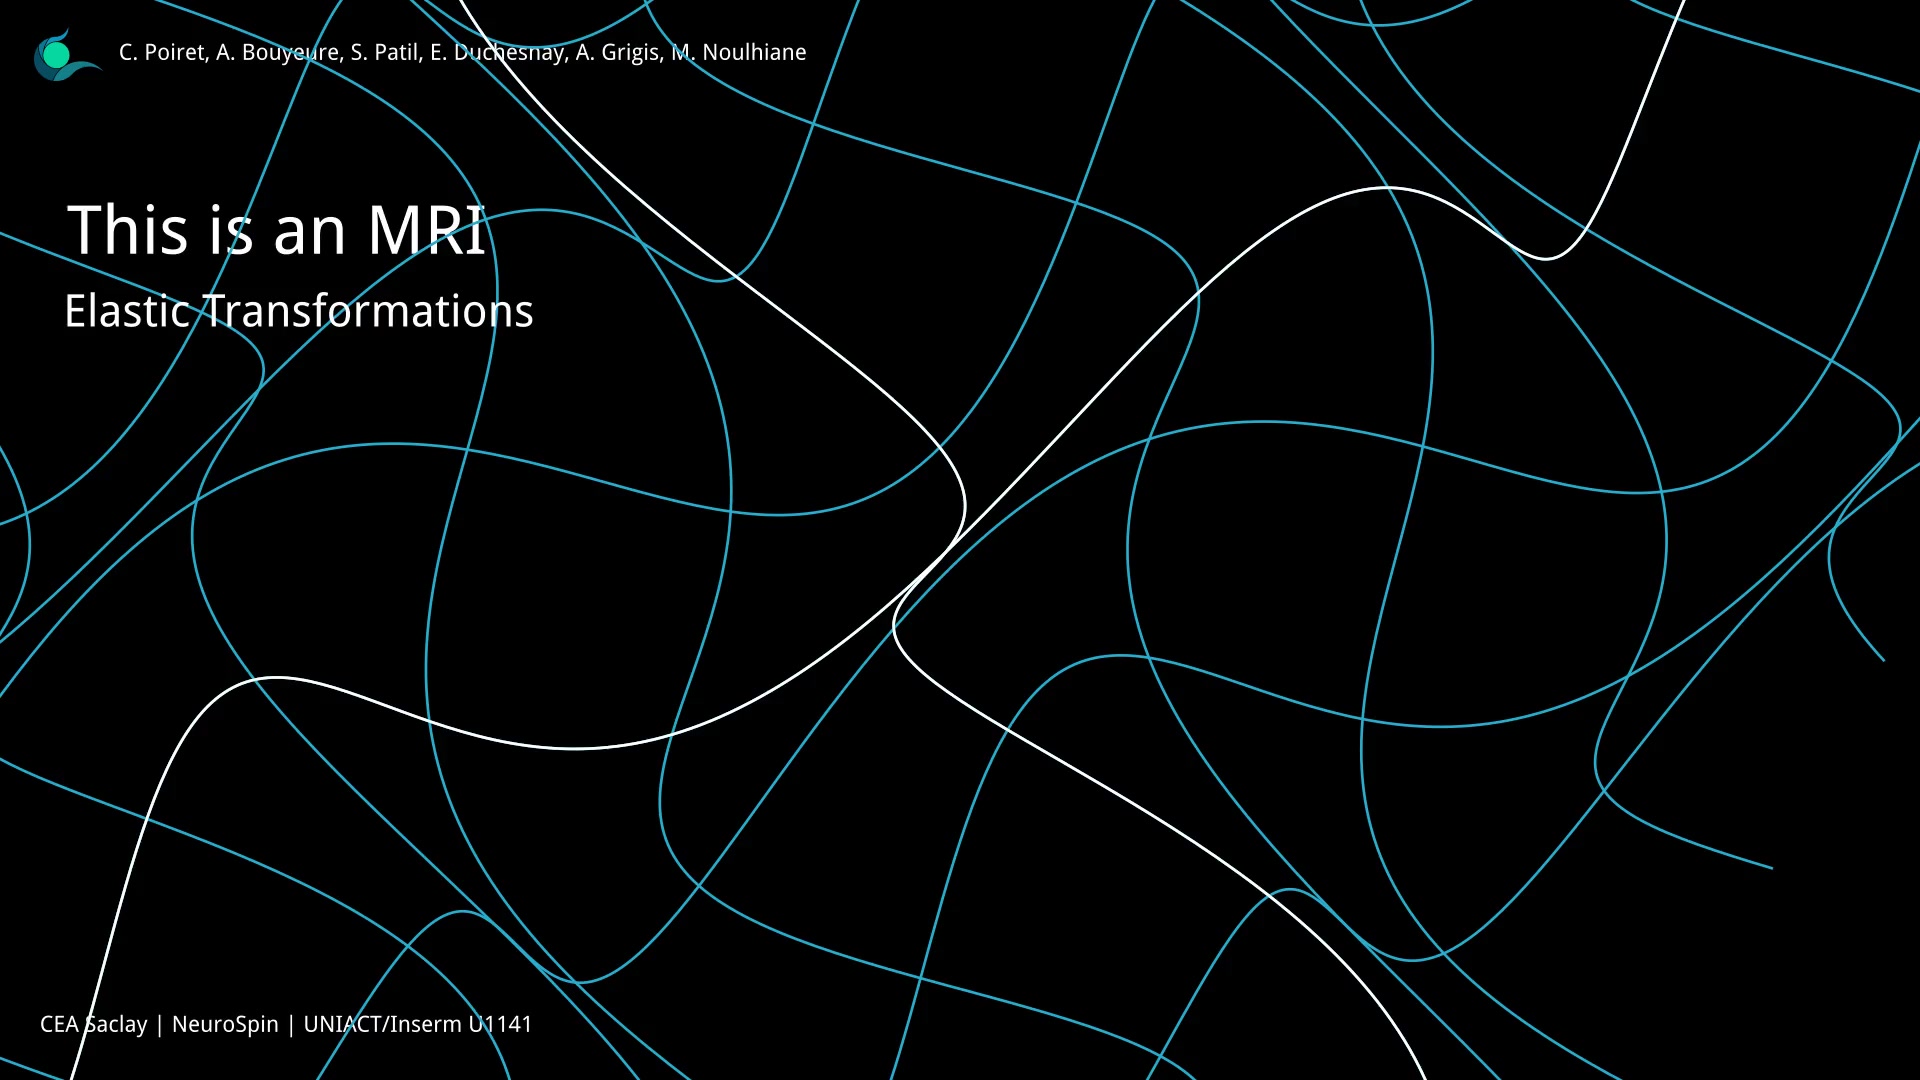 C. Poiret, A. Bouyeure, S. Patil, E. Duchesnay, A. Grigis, M. Noulhiane
This is an MRI
Elastic Transformations
CEA Saclay | NeuroSpin | UNIACT/Inserm U1141